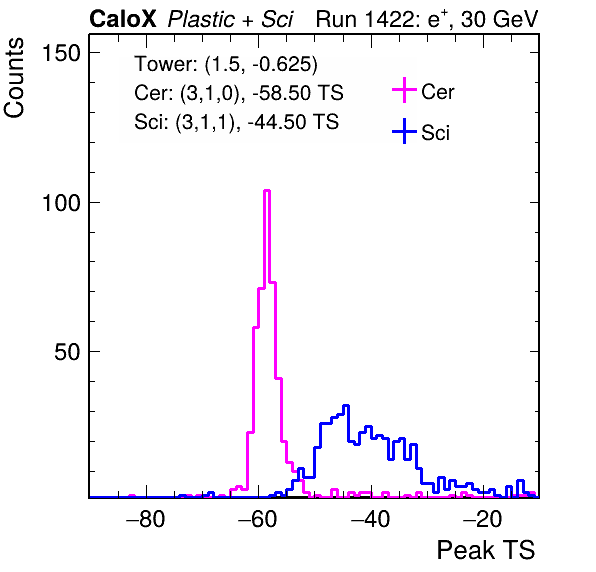 CaloX Plastic + Sci Run 1422: e+, 30 GeV
Counts
Tower: (1.5, -0.625)
Cer: (3,1,0), -58.50 TS
Sci: (3,1,1), -44.50 TS
Cer
Sci
150
100
50
−80 −60 −40 −20
Peak TS